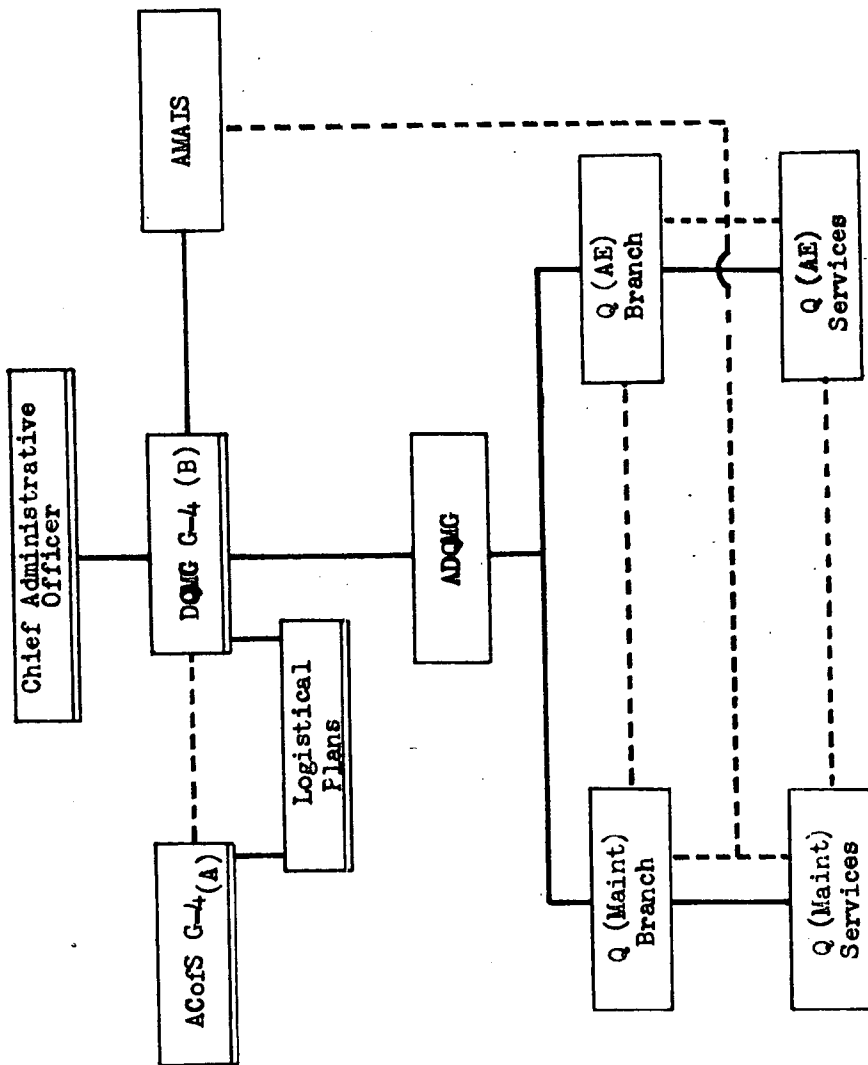 Chief Administrative
Officer
ACofS G-4 (A)
DQMG G-4 (B)
AMAIS
Logistical
Plans
ADQMG
Q (Maint)
Branch
Q (AE)
Branch
Q (Maint)
Services
Q (AE)
Services